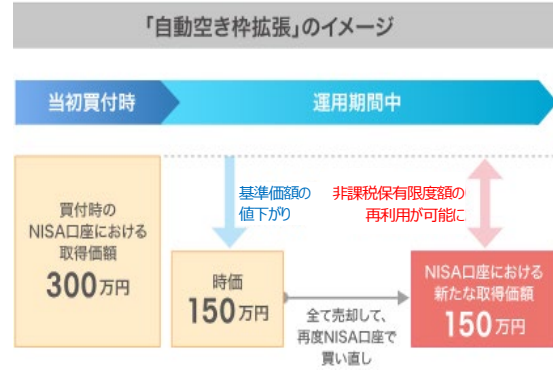 「自動空き枠拡張」のイメージ
当初買付時
運用期間中
買付時の
NISA口座における
取得価額
300万円
基準価額の
値下がり
時価
150万円
全て売却して、
再度NISA口座で
買い直し
非課税保有限度額の
再利用が可能に
NISA口座における
新たな取得価額
150万円